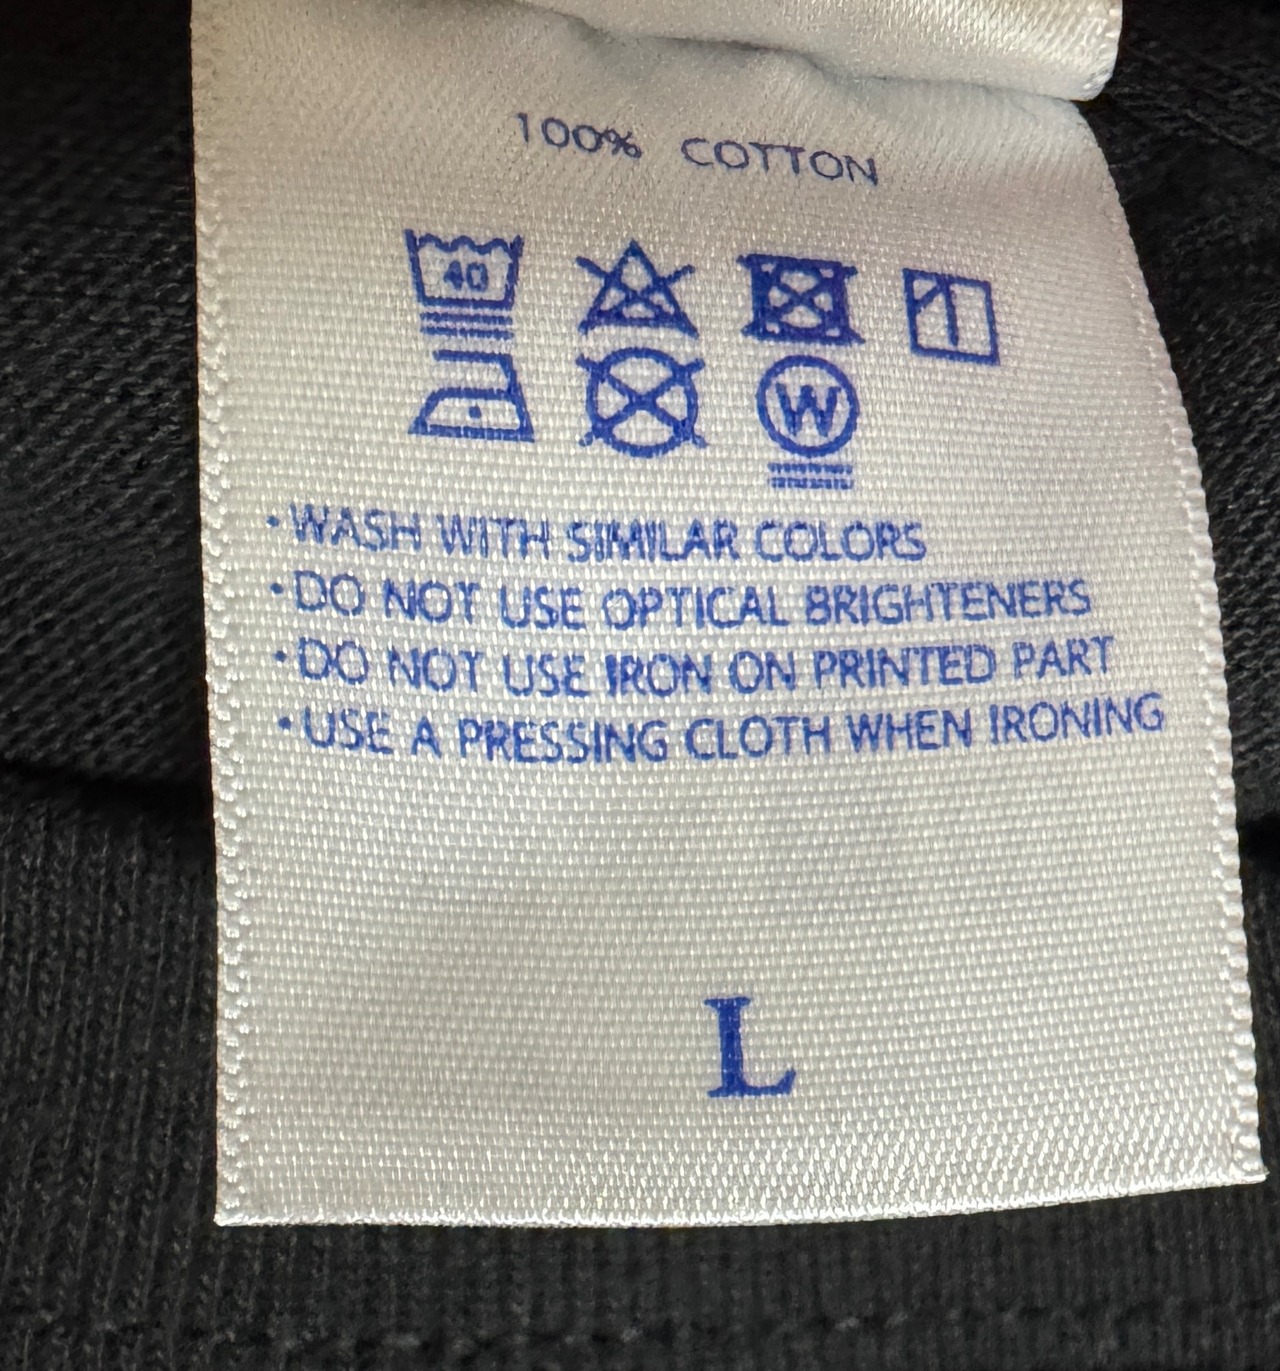 100% COTTON
40
W
• WASH WITH SIMILAR COLORS
• DO NOT USE OPTICAL BRIGHTENERS
• DO NOT USE IRON ON PRINTED PART
• USE A PRESSING CLOTH WHEN IRONING
L